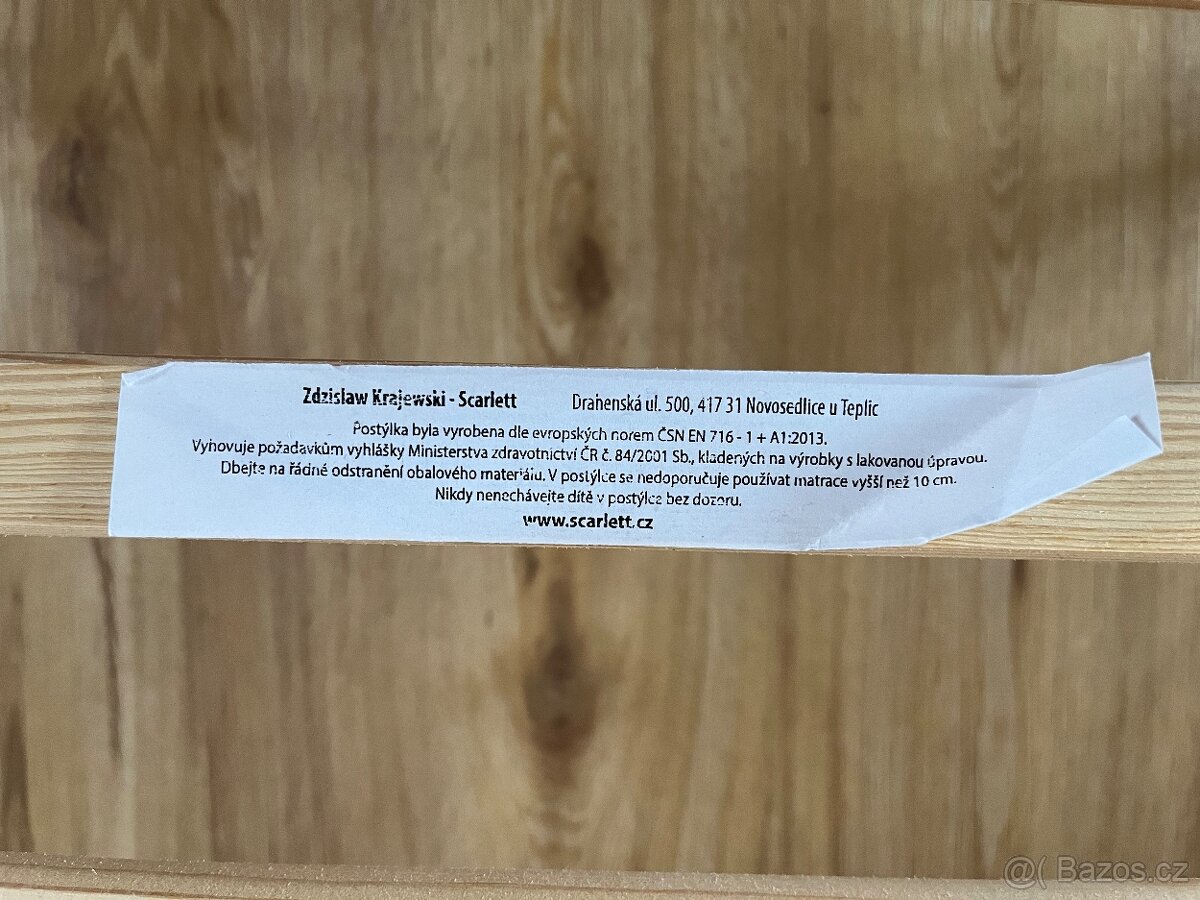 Zdzislaw Krajewski - Scarlett Drahenská ul. 500, 417 31 Novosedlice u Teplic
Postýlka byla vyrobena dle evropských norem ČSN EN 716 - 1 + A1:2013.
Vyhovuje požadavkům vyhlášky Ministerstva zdravotnictví ČR č. 84/2001 Sb., kladených na výrobky s lakovanou úpravou.
Dbejte na řádné odstranění obalového materiálu. V postýlce se nedoporučuje používat matrace vyšší než 10 cm.
Nikdy nenechávejte dítě v postýlce bez dozoru.
www.scarlett.cz
@( Bazos.cz